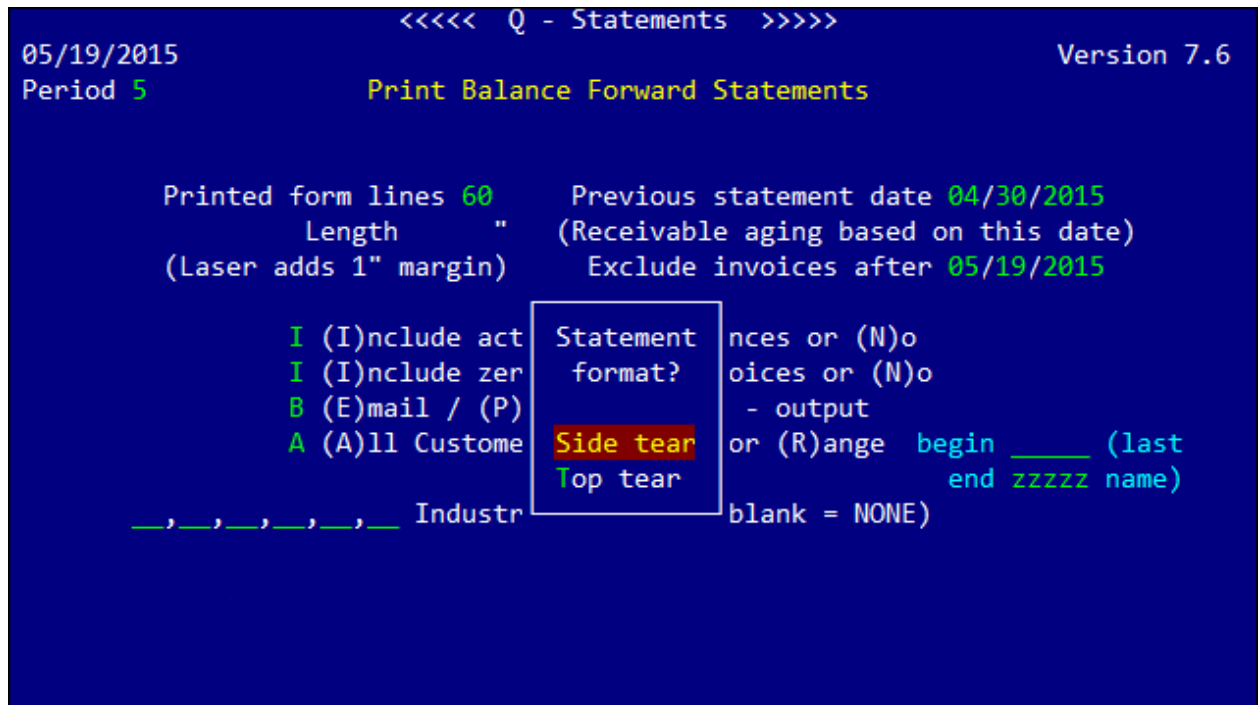 <<<<< Q - Statements >>>>>
05/19/2015 Version 7.6
Period 5 Print Balance Forward Statements
Printed form lines 60 Previous statement date 04/30/2015
Length " (Receivable aging based on this date)
(Laser adds 1" margin) Exclude invoices after 05/19/2015
I (I)nclude act Statement nces or (N)o
I (I)nclude zer format? oices or (N)o
B (E)mail / (P) - output
A (A)ll Custome Side tear or (R)ange begin _____ (last
Top tear end zzzzz name)
__,__,__,__,__,__ Industr blank = NONE)